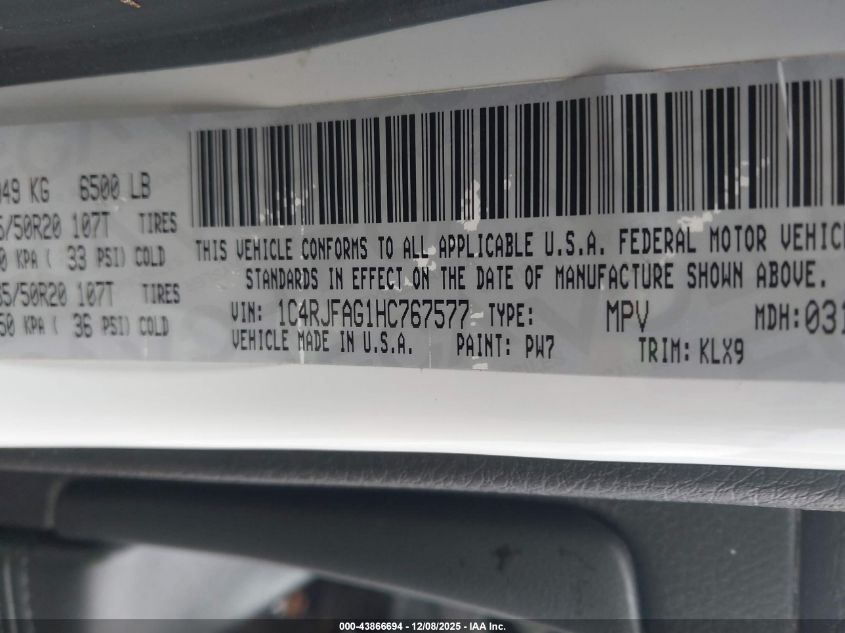 049 KG 6500 LB
5/50R20 107T TIRES
0 KPA ( 33 PSI) COLD
65/50R20 107T TIRES
50 KPA ( 36 PSI) COLD
THIS VEHICLE CONFORMS TO ALL APPLICABLE U.S.A. FEDERAL MOTOR VEHIC
STANDARDS IN EFFECT ON THE DATE OF MANUFACTURE SHOWN ABOVE.
VIN: 1C4RJFAG1HC767577 TYPE: MPV MDH: 031
VEHICLE MADE IN U.S.A. PAINT: PW7 TRIM: KLX9
000-43866694 - 12/08/2025 - IAA Inc.